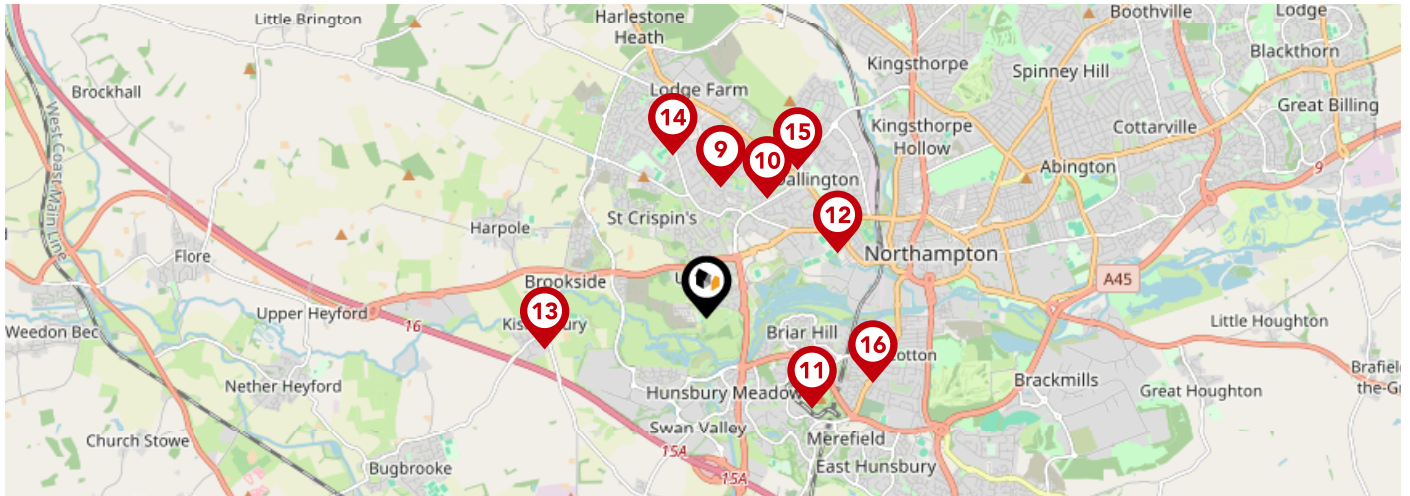 Little Brington
Harlestone
Heath
Boothville
Lodge
Blackthorn
Kingsthorpe
Spinney Hill
Brockhall
Lodge Farm
Great Billing
14
15
Kingsthorpe
Hollow
Cottarville
9
10
Abington
9
Dallington
West Coast Main Line
St Crispin's
12
Harpole
Northampton
Flore
Brookside
A45
13
Upper Heyford
16
Weedon Bec
Briar Hill
16
Little Houghton
11
Nether Heyford
Hunsbury Meadow
Brackmills
Great Houghton
Church Stowe
Swan Valley
Merefield
15A
Bugbrooke
East Hunsbury
15A